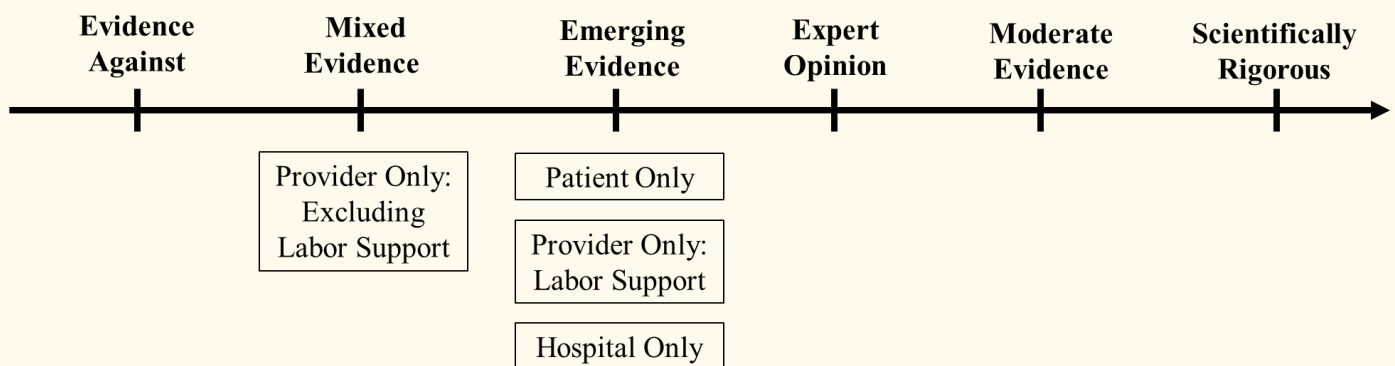 Evidence
Against
Mixed
Evidence
Emerging
Evidence
Expert
Opinion
Moderate
Evidence
Scientifically
Rigorous
Provider Only:
Excluding
Labor Support
Patient Only
Provider Only:
Labor Support
Hospital Only